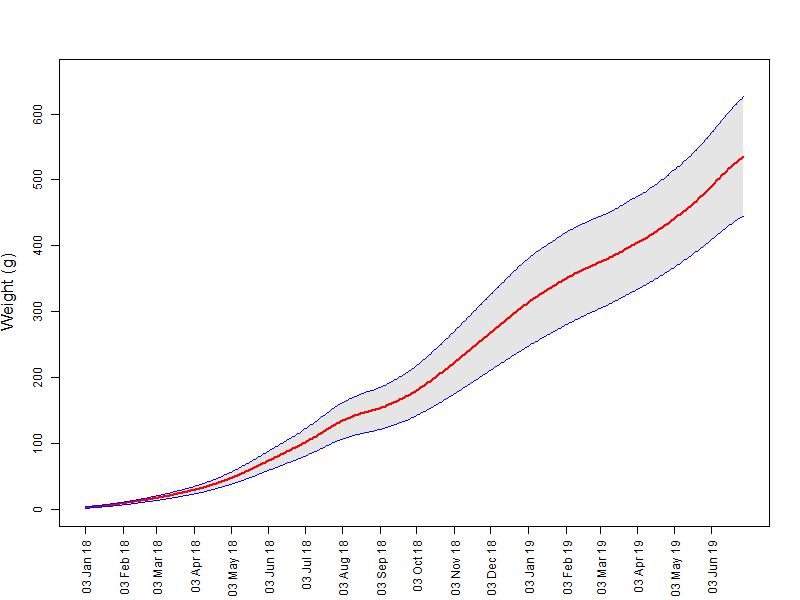 Weight (g)
600
500
400
300
200
100
0
03 Jan 18
03 Feb 18
03 Mar 18
03 Apr 18
03 May 18
03 Jun 18
03 Jul 18
03 Aug 18
03 Sep 18
03 Oct 18
03 Nov 18
03 Dec 18
03 Jan 19
03 Feb 19
03 Mar 19
03 Apr 19
03 May 19
03 Jun 19